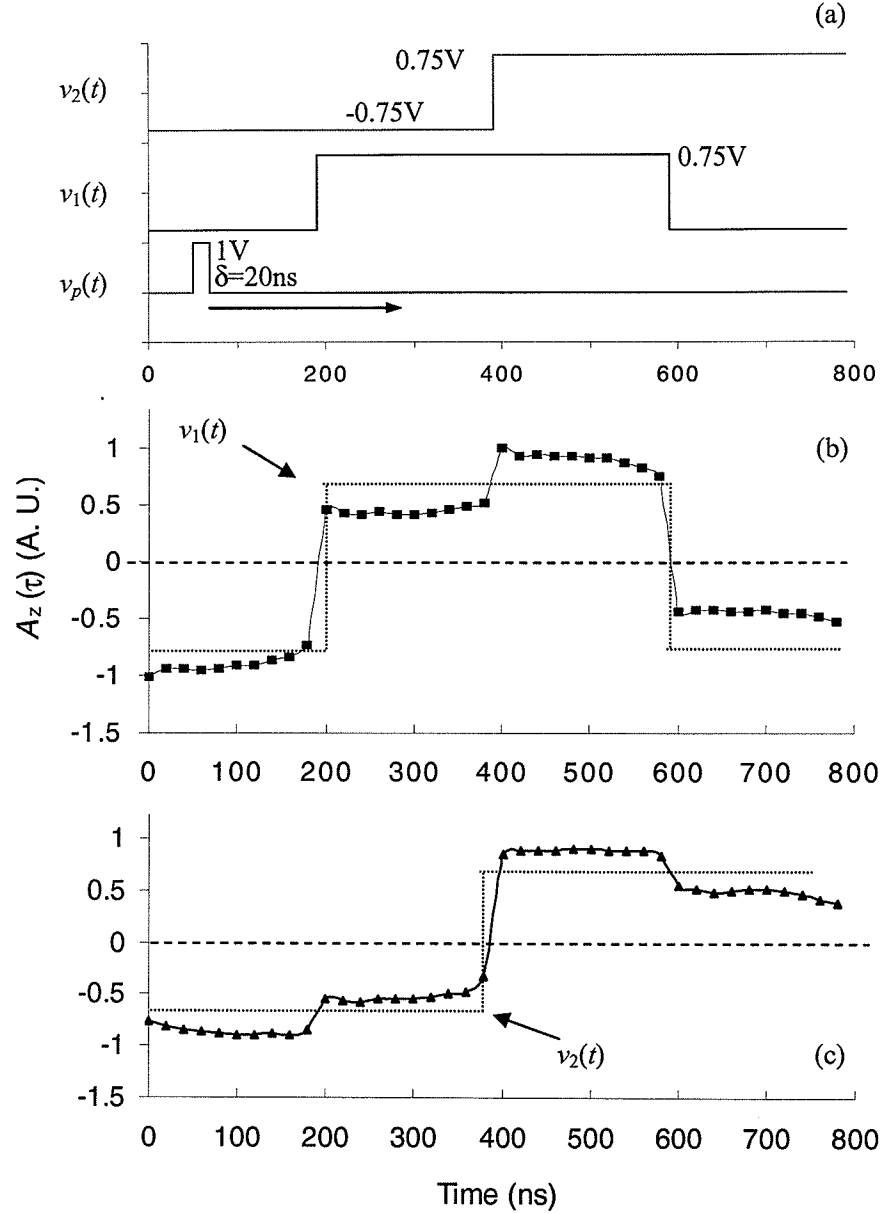 (a)
0.75V
v2(t)
-0.75V
0.75V
v1(t)
1V
δ=20ns
vp(t)
0 200 400 600 800
v1(t)
(b)
1
0.5
0
-0.5
-1
-1.5
Az(τ) (A. U.)
0 100 200 300 400 500 600 700 800
1
0.5
0
-0.5
-1
-1.5
v2(t)
(c)
0 100 200 300 400 500 600 700 800
Time (ns)